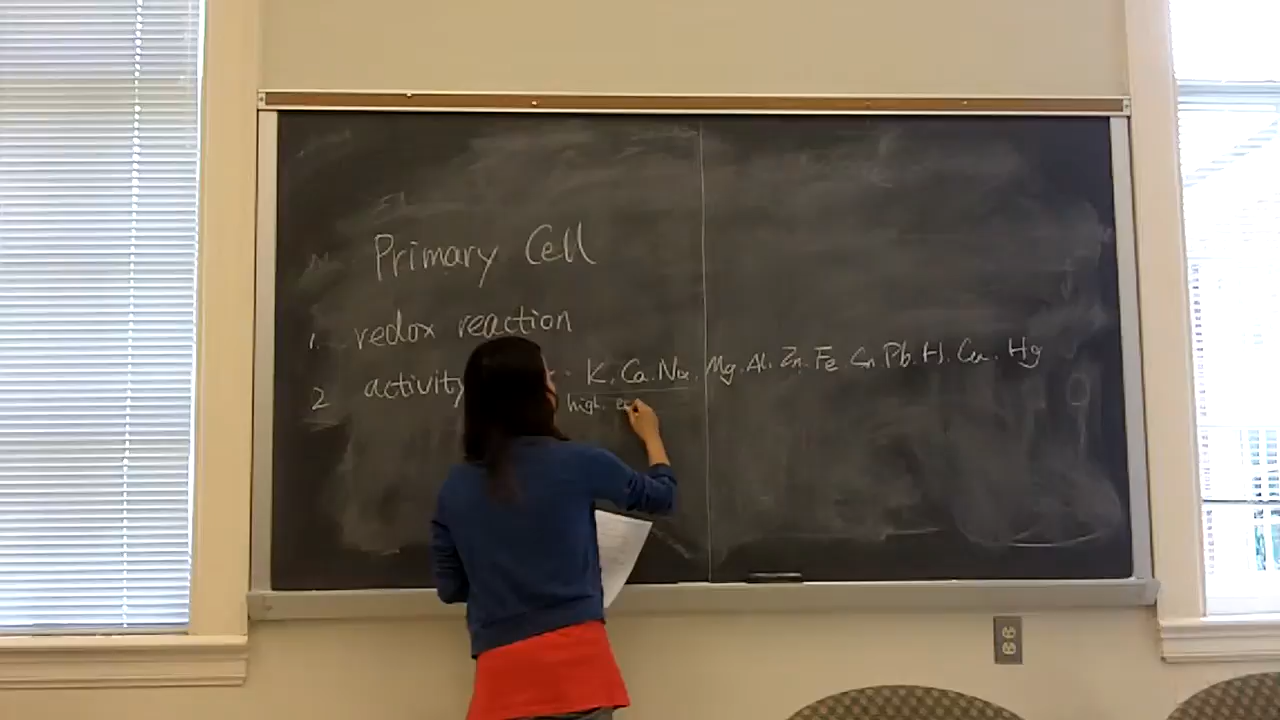 Primary Cell
1. redox reaction
2 activity K. Ca. Na. Mg. Al. Zn. Fe Sn Pb. H. Cu. Hg
high.